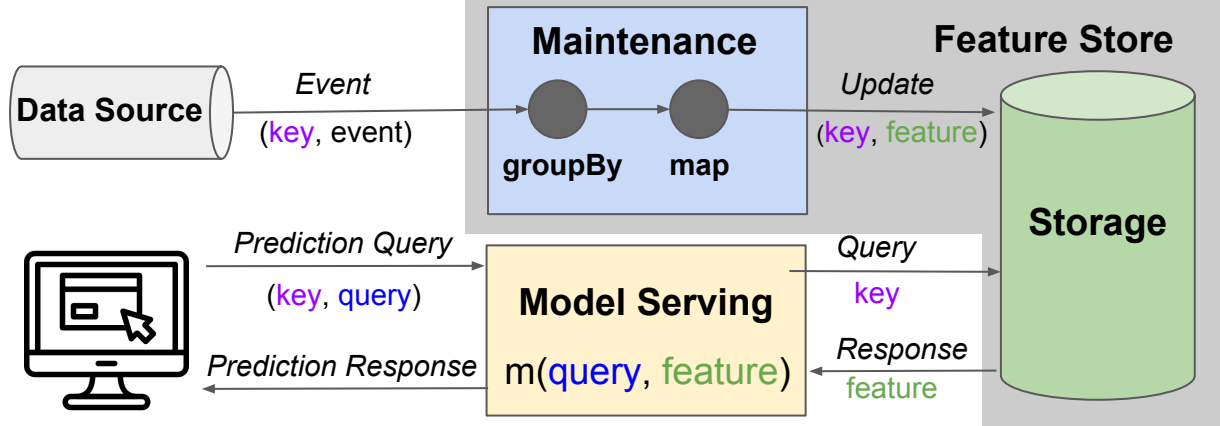 Maintenance
Feature Store
Data Source
Event
(key, event)
groupBy
map
Update
(key, feature)
Storage
Prediction Query
(key, query)
Model Serving
m(query, feature)
Query
key
Prediction Response
Response
feature